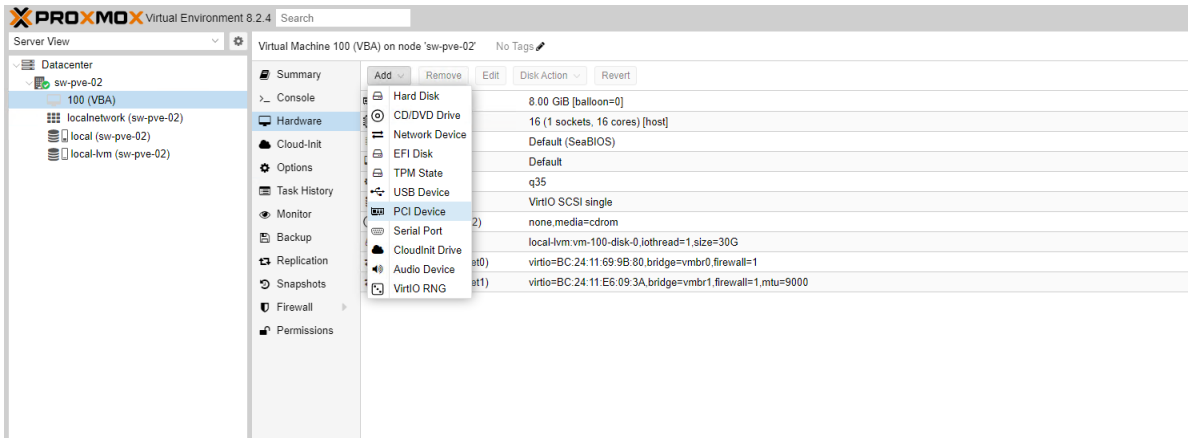 PROXMOX Virtual Environment 8.2.4 Search
Server View
Datacenter
sw-pve-02
100 (VBA)
localnetwork (sw-pve-02)
local (sw-pve-02)
local-lvm (sw-pve-02)
Virtual Machine 100 (VBA) on node 'sw-pve-02' No Tags
Summary
Console
Hardware
Cloud-Init
Options
Task History
Monitor
Backup
Replication
Snapshots
Firewall
Permissions
Add Remove Edit Disk Action Revert
Hard Disk
CD/DVD Drive
Network Device
EFI Disk
TPM State
USB Device
PCI Device
Serial Port
CloudInit Drive
Audio Device
VirtIO RNG
8.00 GiB [balloon=0]
16 (1 sockets, 16 cores) [host]
Default (SeaBIOS)
Default
q35
VirtIO SCSI single
2) none,media=cdrom
local-lvm:vm-100-disk-0,iothread=1,size=30G
et0) virtio=BC:24:11:69:9B:80,bridge=vmbr0,firewall=1
et1) virtio=BC:24:11:E6:09:3A,bridge=vmbr1,firewall=1,mtu=9000